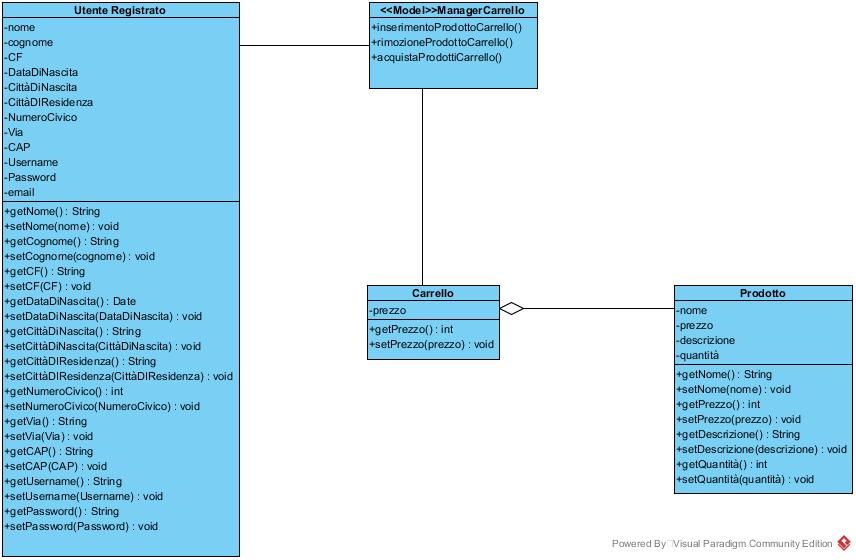 Utente Registrato
-nome
-cognome
-CF
-DataDiNascita
-CittàDiNascita
-CittàDIResidenza
-NumeroCivico
-Via
-CAP
-Username
-Password
-email
+getNome() : String
+setNome(nome) : void
+getCognome() : String
+setCognome(cognome) : void
+getCF() : String
+setCF(CF) : void
+getDataDiNascita() : Date
+setDataDiNascita(DataDiNascita) : void
+getCittàDiNascita() : String
+setCittàDiNascita(CittàDiNascita) : void
+getCittàDIResidenza() : String
+setCittàDIResidenza(CittàDIResidenza) : void
+getNumeroCivico() : int
+setNumeroCivico(NumeroCivico) : void
+getVia() : String
+setVia(Via) : void
+getCAP() : String
+setCAP(CAP) : void
+getUsername() : String
+setUsername(Username) : void
+getPassword() : String
+setPassword(Password) : void
<<Model>>ManagerCarrello
+inserimentoProdottoCarrello()
+rimozioneProdottoCarrello()
+acquistaProdottiCarrello()
Carrello
-prezzo
+getPrezzo() : int
+setPrezzo(prezzo) : void
Prodotto
-nome
-prezzo
-descrizione
-quantità
+getNome() : String
+setNome(nome) : void
+getPrezzo() : int
+setPrezzo(prezzo) : void
+getDescrizione() : String
+setDescrizione(descrizione) : void
+getQuantità() : int
+setQuantità(quantità) : void
Powered By Visual Paradigm Community Edition